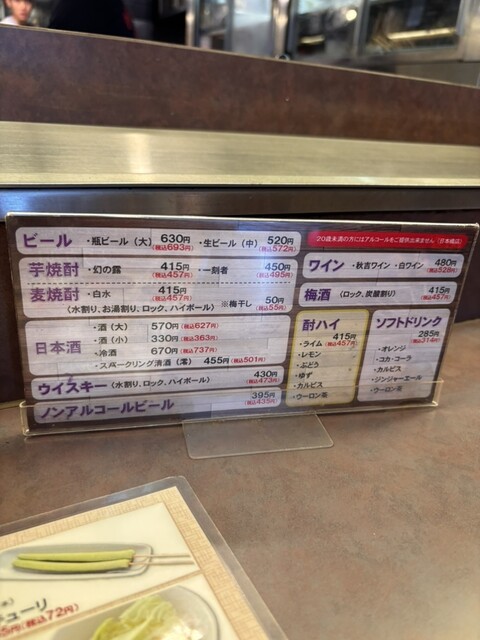 ビール ・瓶ビール(大) 630円 (税込693円) ・生ビール(中) 520円 (税込572円)
20歳未満の方にはアルコールをご提供出来ません(京橋店)
芋焼酎 ・幻の露 415円 (税込457円) ・一刻者 450円 (税込495円)
麦焼酎 ・白水 415円 (税込457円) ※梅干し 50円 (税込55円)
(水割り、お湯割り、ロック、ハイボール)
日本酒
・酒(大) 570円(税込627円)
・酒(小) 330円(税込363円)
・冷酒 670円(税込737円)
・スパークリング清酒(澪) 455円(税込501円)
ウイスキー (水割り、ロック、ハイボール) 430円 (税込473円)
ノンアルコールビール 395円 (税込435円)
ワイン ・秋吉ワイン ・白ワイン 480円 (税込528円)
梅酒 (ロック、炭酸割り) 415円 (税込457円)
酎ハイ
415円
(税込457円)
・ライム
・レモン
・ぶどう
・ゆず
・カルピス
・ウーロン茶
ソフトドリンク
285円
(税込314円)
・オレンジ
・コカ・コーラ
・カルピス
・ジンジャーエール
・ウーロン茶
ューリ
(税込72円)